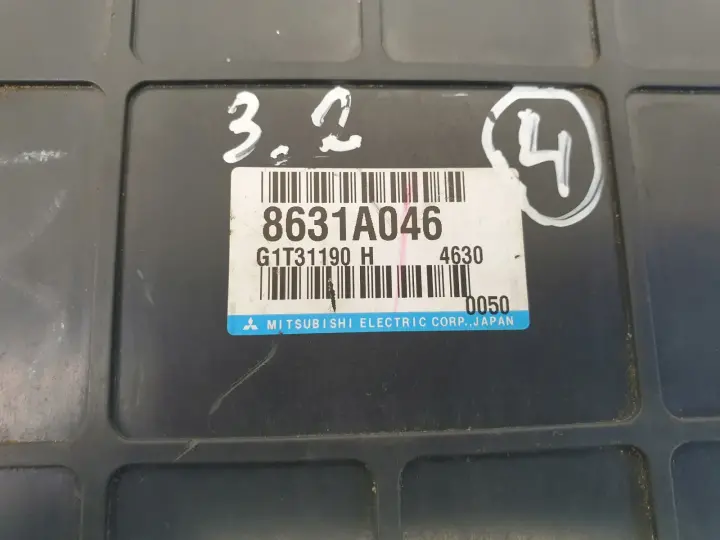 3.2
4
8631A046
G1T31190 H 4630
0050
MITSUBISHI ELECTRIC CORP.,JAPAN